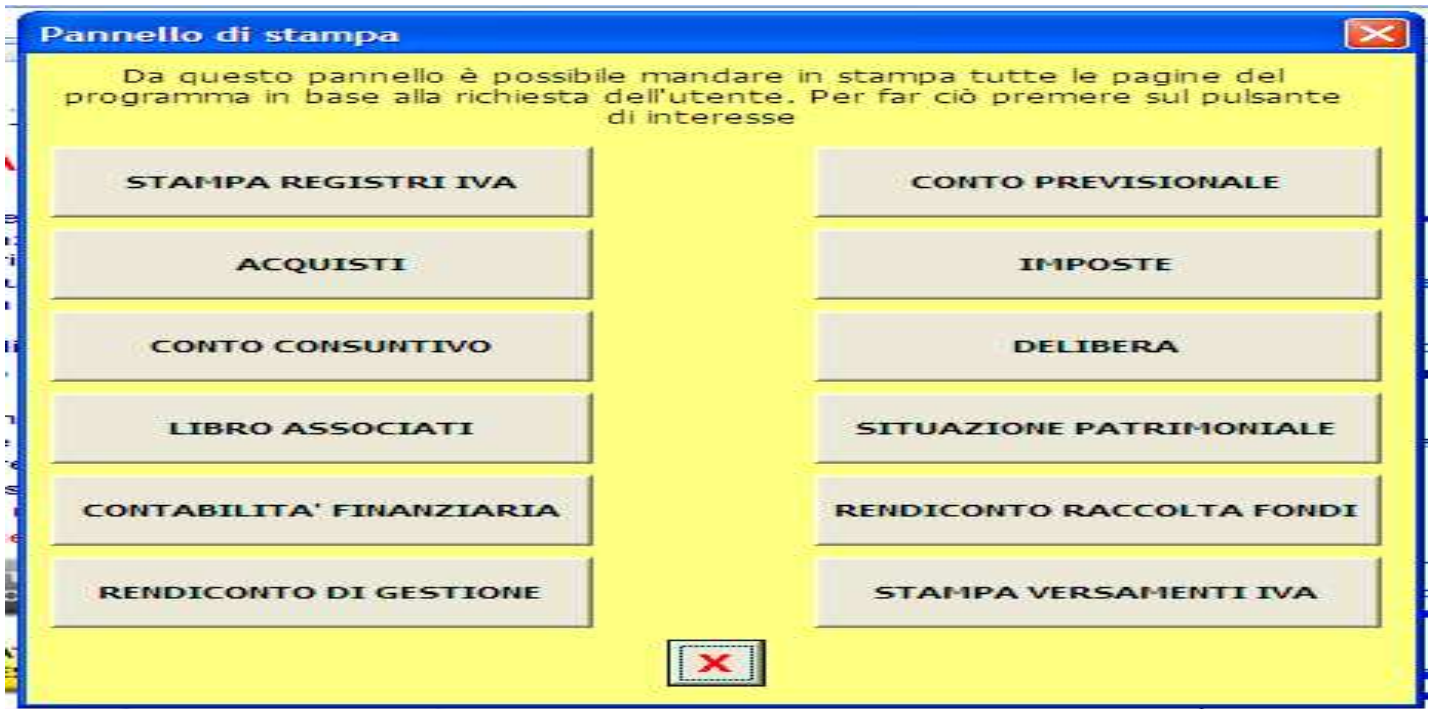 Pannello di stampa
Da questo pannello è possibile mandare in stampa tutte le pagine del
programma in base alla richiesta dell'utente. Per far ciò premere sul pulsante
di interesse
STAMPA REGISTRI IVA
CONTO PREVISIONALE
ACQUISTI
IMPOSTE
CONTO CONSUNTIVO
DELIBERA
LIBRO ASSOCIATI
SITUAZIONE PATRIMONIALE
CONTABILITA' FINANZIARIA
RENDICONTO RACCOLTA FONDI
RENDICONTO DI GESTIONE
STAMPA VERSAMENTI IVA
X